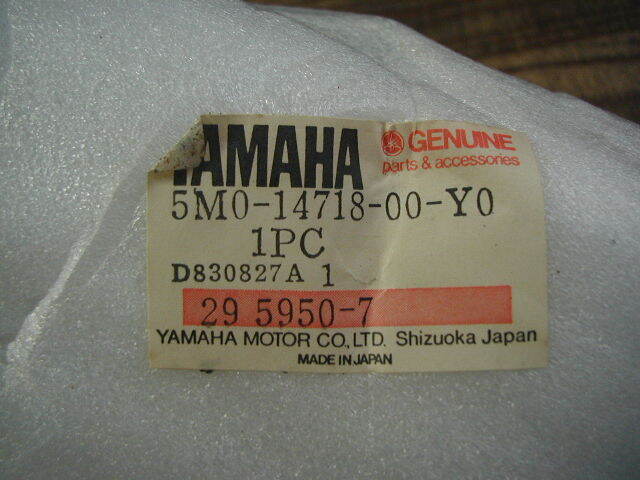 YAMAHA GENUINE
parts & accessories
5M0-14718-00-Y0
1PC
D830827A 1
29 5950-7
YAMAHA MOTOR CO., LTD. Shizuoka Japan
MADE IN JAPAN